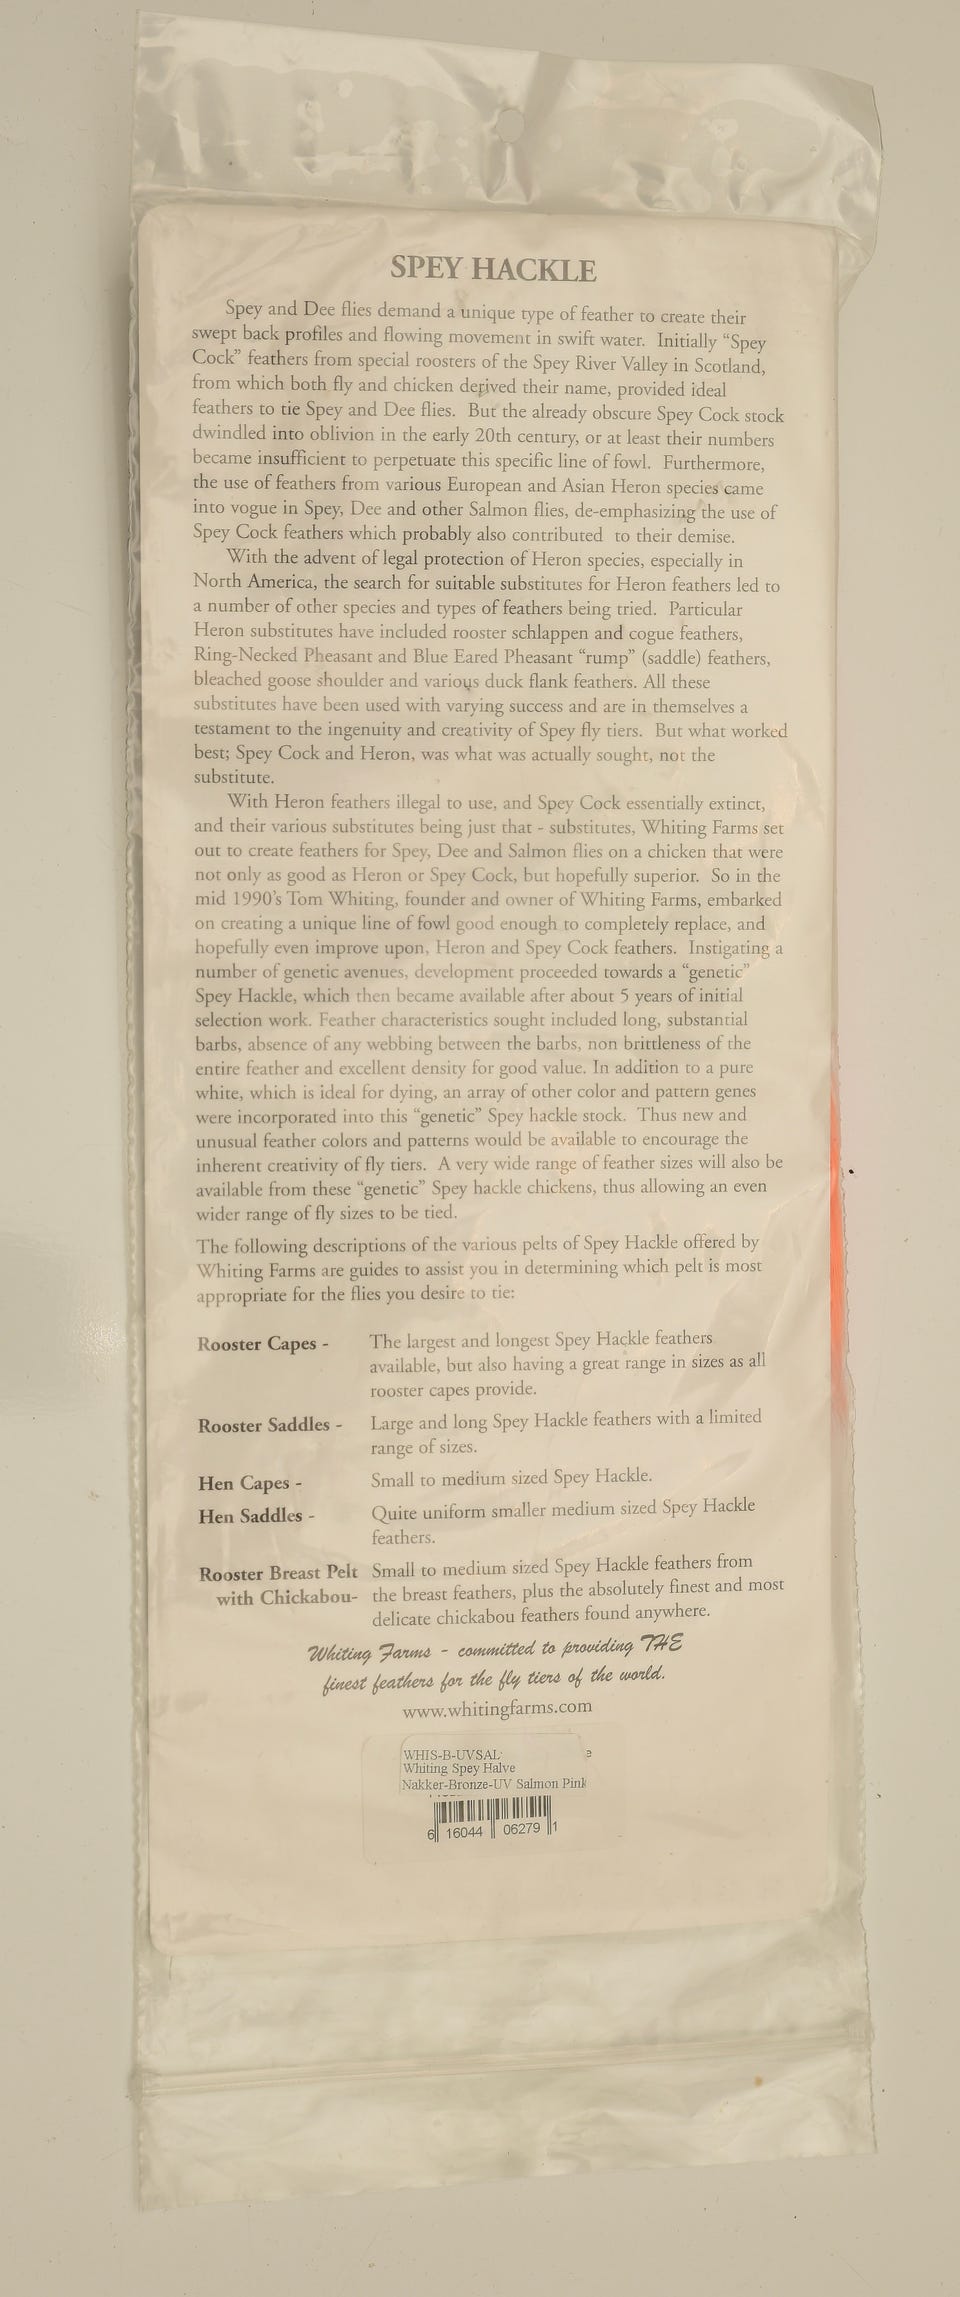 SPEY HACKLE
Spey and Dee flies demand a unique type of feather to create their
swept back profiles and flowing movement in swift water. Initially “Spey
Cock” feathers from special roosters of the Spey River Valley in Scotland,
from which both fly and chicken derived their name, provided ideal
feathers to tie Spey and Dee flies. But the already obscure Spey Cock stock
dwindled into oblivion in the early 20th century, or at least their numbers
became insufficient to perpetuate this specific line of fowl. Furthermore,
the use of feathers from various European and Asian Heron species came
into vogue in Spey, Dee and other Salmon flies, de-emphasizing the use of
Spey Cock feathers which probably also contributed to their demise.
With the advent of legal protection of Heron species, especially in
North America, the search for suitable substitutes for Heron feathers led to
a number of other species and types of feathers being tried. Particular
Heron substitutes have included rooster schlappen and cogue feathers,
Ring-Necked Pheasant and Blue Eared Pheasant “rump” (saddle) feathers,
bleached goose shoulder and various duck flank feathers. All these
substitutes have been used with varying success and are in themselves a
testament to the ingenuity and creativity of Spey fly tiers. But what worked
best; Spey Cock and Heron, was what was actually sought, not the
substitute.
With Heron feathers illegal to use, and Spey Cock essentially extinct,
and their various substitutes being just that - substitutes, Whiting Farms set
out to create feathers for Spey, Dee and Salmon flies on a chicken that were
not only as good as Heron or Spey Cock, but hopefully superior. So in the
mid 1990’s Tom Whiting, founder and owner of Whiting Farms, embarked
on creating a unique line of fowl good enough to completely replace, and
hopefully even improve upon, Heron and Spey Cock feathers. Instigating a
number of genetic avenues, development proceeded towards a “genetic”
Spey Hackle, which then became available after about 5 years of initial
selection work. Feather characteristics sought included long, substantial
barbs, absence of any webbing between the barbs, non brittleness of the
entire feather and excellent density for good value. In addition to a pure
white, which is ideal for dying, an array of other color and pattern genes
were incorporated into this “genetic” Spey hackle stock. Thus new and
unusual feather colors and patterns would be available to encourage the
inherent creativity of fly tiers. A very wide range of feather sizes will also be
available from these “genetic” Spey hackle chickens, thus allowing an even
wider range of fly sizes to be tied.
The following descriptions of the various pelts of Spey Hackle offered by
Whiting Farms are guides to assist you in determining which pelt is most
appropriate for the flies you desire to tie:
Rooster Capes - The largest and longest Spey Hackle feathers
available, but also having a great range in sizes as all
rooster capes provide.
Rooster Saddles - Large and long Spey Hackle feathers with a limited
range of sizes.
Hen Capes - Small to medium sized Spey Hackle.
Hen Saddles - Quite uniform smaller medium sized Spey Hackle
feathers.
Rooster Breast Pelt Small to medium sized Spey Hackle feathers from
with Chickabou- the breast feathers, plus the absolutely finest and most
delicate chickabou feathers found anywhere.
Whiting Farms - committed to providing THE
finest feathers for the fly tiers of the world.
www.whitingfarms.com
WHIS-B-UVSAL
Whiting Spey Halve
Nakker-Bronze-UV Salmon Pink
6 16044 06279 1